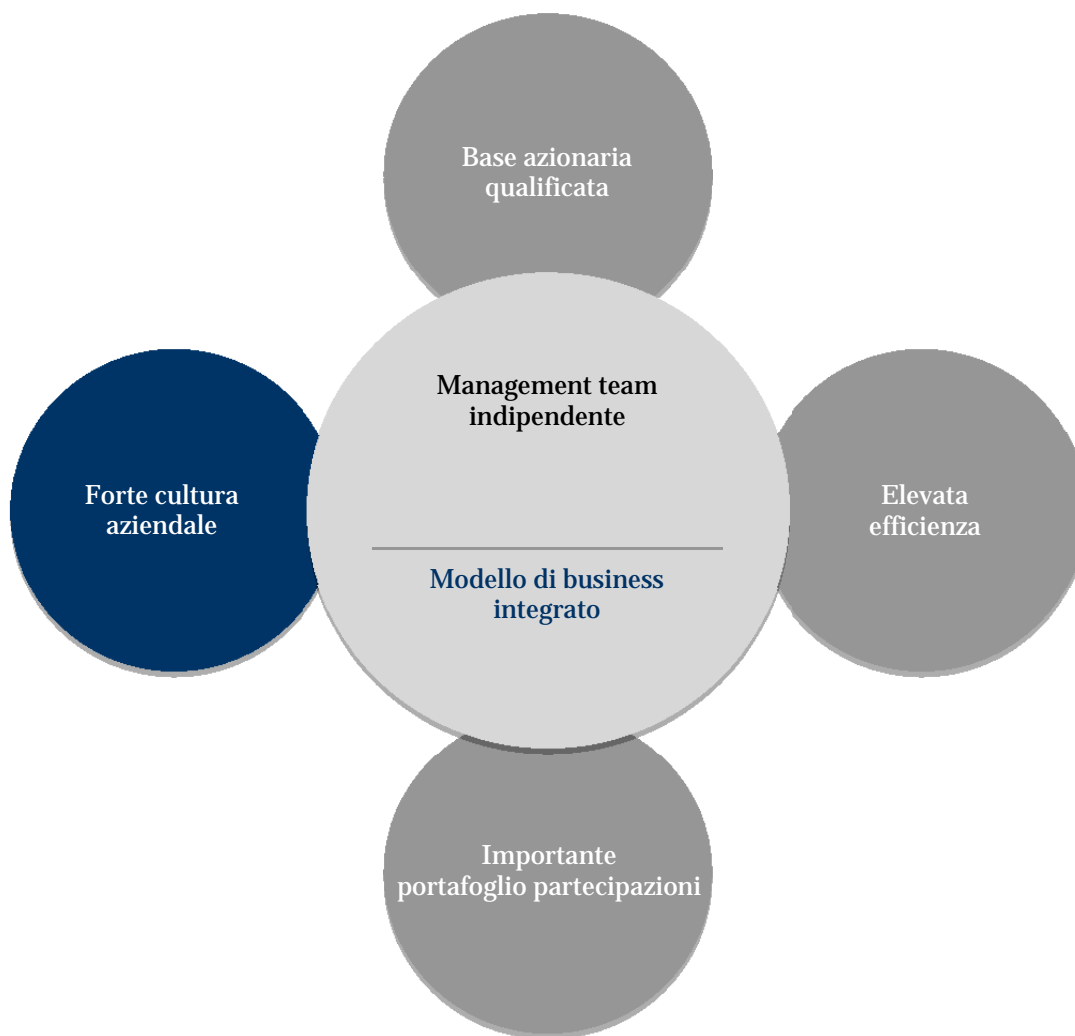 Base azionaria
qualificata
Management team
indipendente
Forte cultura
aziendale
Elevata
efficienza
Modello di business
integrato
Importante
portafoglio partecipazioni